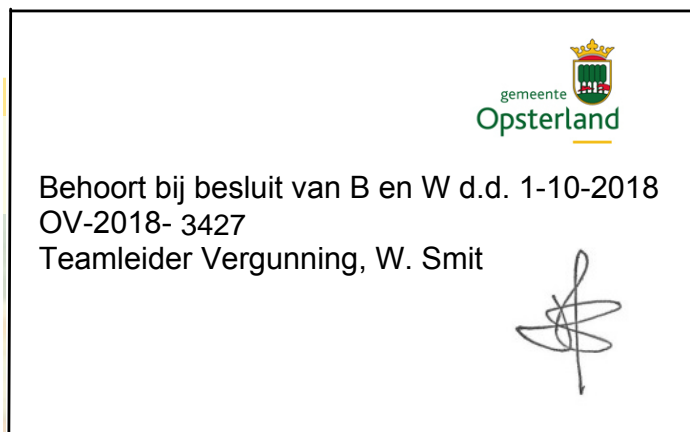 gemeente
Opsterland
Behoort bij besluit van B en W d.d. 1-10-2018
OV-2018- 3427
Teamleider Vergunning, W. Smit